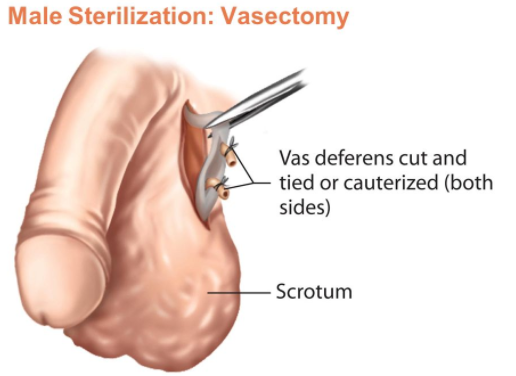 Male Sterilization: Vasectomy
Vas deferens cut and
tied or cauterized (both
sides)
Scrotum